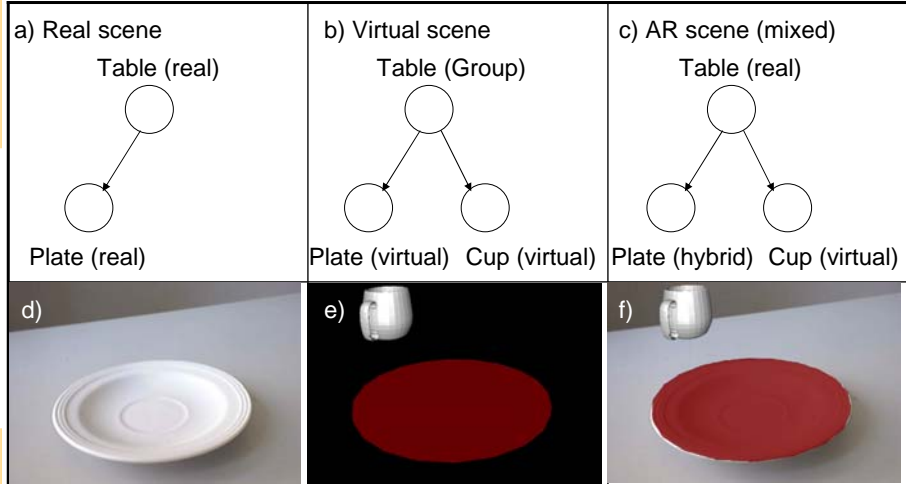 a) Real scene
Table (real)
Plate (real)
b) Virtual scene
Table (Group)
Plate (virtual) Cup (virtual)
c) AR scene (mixed)
Table (real)
Plate (hybrid) Cup (virtual)
d)
e)
f)